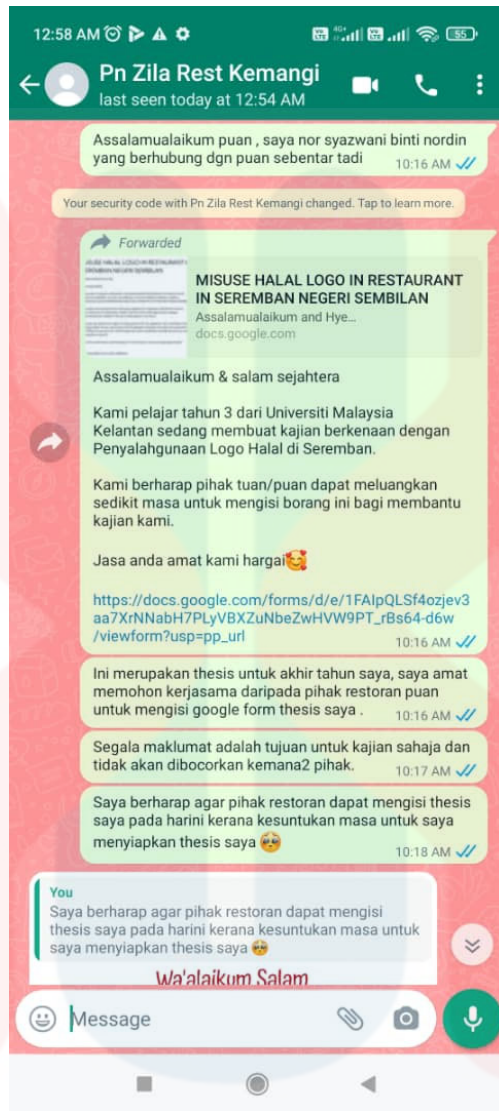 12:58 AM
55
Pn Zila Rest Kemangi
last seen today at 12:54 AM
Assalamualaikum puan , saya nor syazwani binti nordin
yang berhubung dgn puan sebentar tadi
10:16 AM
Your security code with Pn Zila Rest Kemangi changed. Tap to learn more.
Forwarded
MISUSE HALAL LOGO IN RESTAURANT
IN SEREMBAN NEGERI SEMBILAN
Assalamualaikum and Hye...
docs.google.com
Assalamualaikum & salam sejahtera
Kami pelajar tahun 3 dari Universiti Malaysia
Kelantan sedang membuat kajian berkenaan dengan
Penyalahgunaan Logo Halal di Seremban.
Kami berharap pihak tuan/puan dapat meluangkan
sedikit masa untuk mengisi borang ini bagi membantu
kajian kami.
Jasa anda amat kami hargai🥰
https://docs.google.com/forms/d/e/1FAIpQLSf4ozjev3
aa7XrNNabH7PLyVBXZuNbeZwHVW9PT_rBs64-d6w
/viewform?usp=pp_url
10:16 AM
Ini merupakan thesis untuk akhir tahun saya, saya amat
memohon kerjasama daripada pihak restoran puan
untuk mengisi google form thesis saya .
10:16 AM
Segala maklumat adalah tujuan untuk kajian sahaja dan
tidak akan dibocorkan kemana2 pihak.
10:17 AM
Saya berharap agar pihak restoran dapat mengisi thesis
saya pada harini kerana kesuntukan masa untuk saya
menyiapkan thesis saya 🥺
10:18 AM
You
Saya berharap agar pihak restoran dapat mengisi
thesis saya pada harini kerana kesuntukan masa untuk
saya menyiapkan thesis saya 🥺
Wa'alaikum Salam
Message